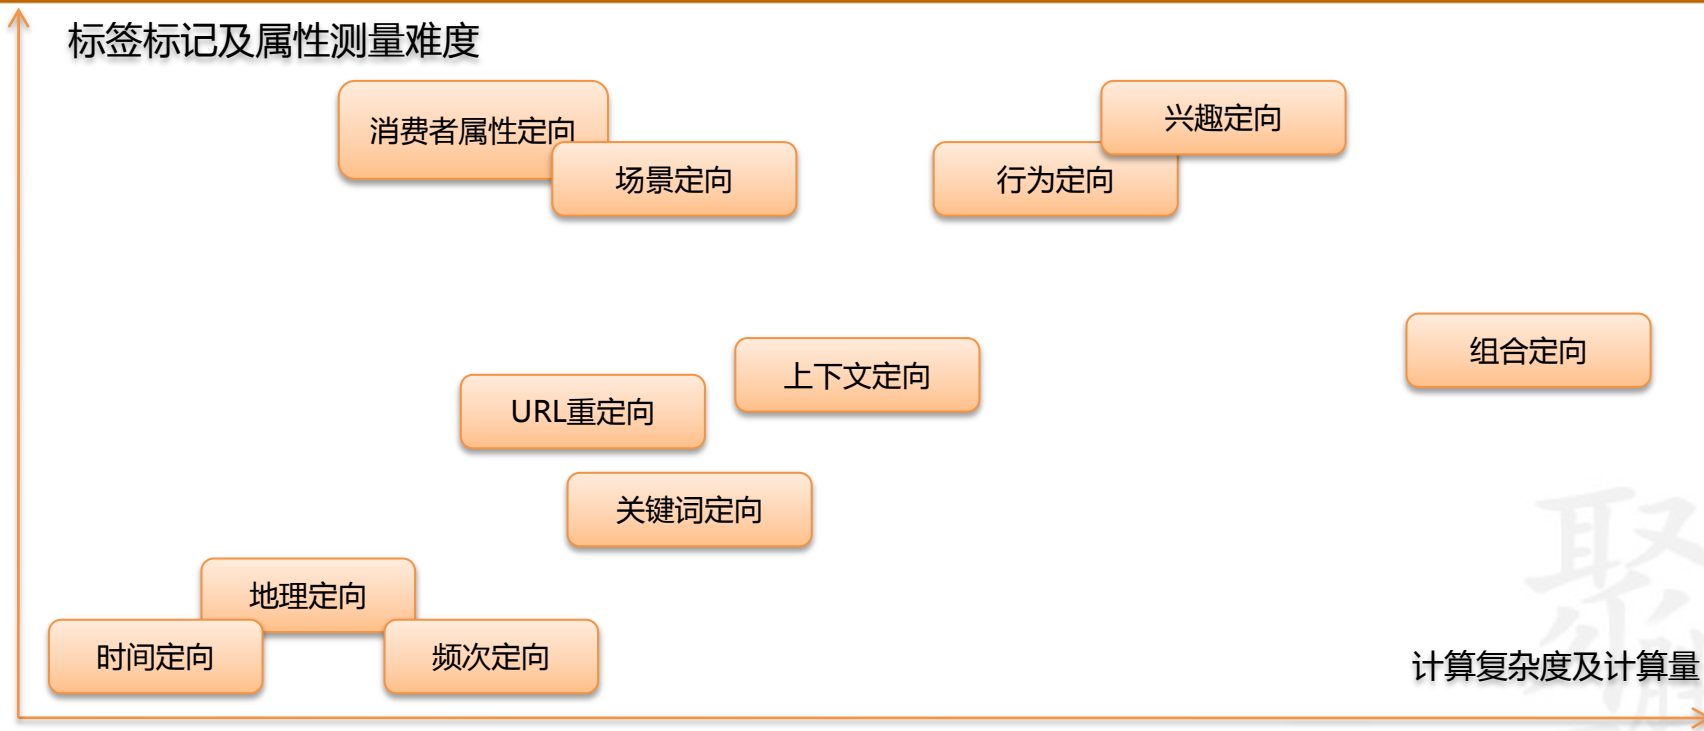 标签标记及属性测量难度
消费者属性定向
兴趣定向
场景定向
行为定向
组合定向
上下文定向
URL重定向
关键词定向
地理定向
时间定向
频次定向
计算复杂度及计算量
聚胜